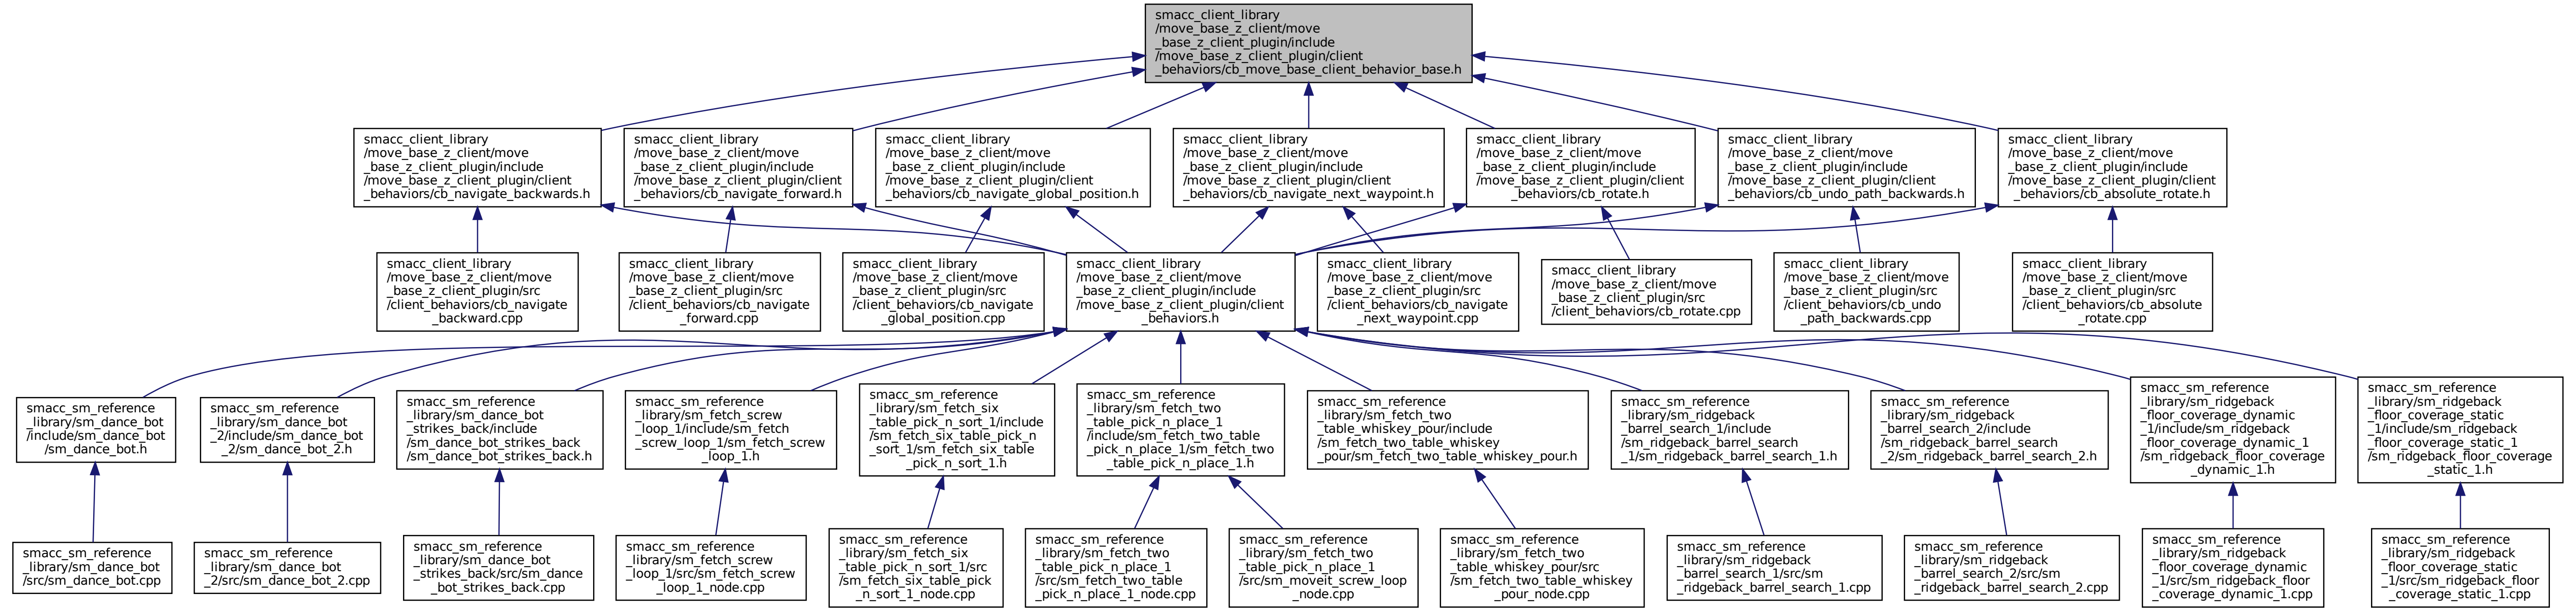 smacc_client_library
/move_base_z_client/move
_base_z_client_plugin/include
/move_base_z_client_plugin/client
_behaviors/cb_move_base_client_behavior_base.h
smacc_client_library
/move_base_z_client/move
_base_z_client_plugin/include
/move_base_z_client_plugin/client
_behaviors/cb_navigate_backwards.h
smacc_client_library
/move_base_z_client/move
_base_z_client_plugin/include
/move_base_z_client_plugin/client
_behaviors/cb_navigate_forward.h
smacc_client_library
/move_base_z_client/move
_base_z_client_plugin/include
/move_base_z_client_plugin/client
_behaviors/cb_navigate_global_position.h
smacc_client_library
/move_base_z_client/move
_base_z_client_plugin/include
/move_base_z_client_plugin/client
_behaviors/cb_navigate_next_waypoint.h
smacc_client_library
/move_base_z_client/move
_base_z_client_plugin/include
/move_base_z_client_plugin/client
_behaviors/cb_rotate.h
smacc_client_library
/move_base_z_client/move
_base_z_client_plugin/include
/move_base_z_client_plugin/client
_behaviors/cb_undo_path_backwards.h
smacc_client_library
/move_base_z_client/move
_base_z_client_plugin/include
/move_base_z_client_plugin/client
_behaviors/cb_absolute_rotate.h
smacc_client_library
/move_base_z_client/move
_base_z_client_plugin/src
/client_behaviors/cb_navigate
_backward.cpp
smacc_client_library
/move_base_z_client/move
_base_z_client_plugin/src
/client_behaviors/cb_navigate
_forward.cpp
smacc_client_library
/move_base_z_client/move
_base_z_client_plugin/src
/client_behaviors/cb_navigate
_global_position.cpp
smacc_client_library
/move_base_z_client/move
_base_z_client_plugin/include
/move_base_z_client_plugin/client
_behaviors.h
smacc_client_library
/move_base_z_client/move
_base_z_client_plugin/src
/client_behaviors/cb_navigate
_next_waypoint.cpp
smacc_client_library
/move_base_z_client/move
_base_z_client_plugin/src
/client_behaviors/cb_rotate.cpp
smacc_client_library
/move_base_z_client/move
_base_z_client_plugin/src
/client_behaviors/cb_undo
_path_backwards.cpp
smacc_client_library
/move_base_z_client/move
_base_z_client_plugin/src
/client_behaviors/cb_absolute
_rotate.cpp
smacc_sm_reference
_library/sm_dance_bot
/include/sm_dance_bot
/sm_dance_bot.h
smacc_sm_reference
_library/sm_dance_bot
_2/include/sm_dance_bot
_2/sm_dance_bot_2.h
smacc_sm_reference
_library/sm_dance_bot
_strikes_back/include
/sm_dance_bot_strikes_back
/sm_dance_bot_strikes_back.h
smacc_sm_reference
_library/sm_fetch_screw
_loop_1/include/sm_fetch
_screw_loop_1/sm_fetch_screw
_loop_1.h
smacc_sm_reference
_library/sm_fetch_six
_table_pick_n_sort_1/include
/sm_fetch_six_table_pick_n
_sort_1/sm_fetch_six_table
_pick_n_sort_1.h
smacc_sm_reference
_library/sm_fetch_two
_table_pick_n_place_1
/include/sm_fetch_two_table
_pick_n_place_1/sm_fetch_two
_table_pick_n_place_1.h
smacc_sm_reference
_library/sm_fetch_two
_table_whiskey_pour/include
/sm_fetch_two_table_whiskey
_pour/sm_fetch_two_table_whiskey_pour.h
smacc_sm_reference
_library/sm_ridgeback
_barrel_search_1/include
/sm_ridgeback_barrel_search
_1/sm_ridgeback_barrel_search_1.h
smacc_sm_reference
_library/sm_ridgeback
_barrel_search_2/include
/sm_ridgeback_barrel_search
_2/sm_ridgeback_barrel_search_2.h
smacc_sm_reference
_library/sm_ridgeback
_floor_coverage_dynamic
_1/include/sm_ridgeback
_floor_coverage_dynamic_1
/sm_ridgeback_floor_coverage
_dynamic_1.h
smacc_sm_reference
_library/sm_ridgeback
_floor_coverage_static
_1/include/sm_ridgeback
_floor_coverage_static_1
/sm_ridgeback_floor_coverage
_static_1.h
smacc_sm_reference
_library/sm_dance_bot
/src/sm_dance_bot.cpp
smacc_sm_reference
_library/sm_dance_bot
_2/src/sm_dance_bot_2.cpp
smacc_sm_reference
_library/sm_dance_bot
_strikes_back/src/sm_dance
_bot_strikes_back.cpp
smacc_sm_reference
_library/sm_fetch_screw
_loop_1/src/sm_fetch_screw
_loop_1_node.cpp
smacc_sm_reference
_library/sm_fetch_six
_table_pick_n_sort_1/src
/sm_fetch_six_table_pick
_n_sort_1_node.cpp
smacc_sm_reference
_library/sm_fetch_two
_table_pick_n_place_1
/src/sm_fetch_two_table
_pick_n_place_1_node.cpp
smacc_sm_reference
_library/sm_fetch_two
_table_pick_n_place_1
/src/sm_moveit_screw_loop
_node.cpp
smacc_sm_reference
_library/sm_fetch_two
_table_whiskey_pour/src
/sm_fetch_two_table_whiskey
_pour_node.cpp
smacc_sm_reference
_library/sm_ridgeback
_barrel_search_1/src/sm
_ridgeback_barrel_search_1.cpp
smacc_sm_reference
_library/sm_ridgeback
_barrel_search_2/src/sm
_ridgeback_barrel_search_2.cpp
smacc_sm_reference
_library/sm_ridgeback
_floor_coverage_dynamic
_1/src/sm_ridgeback_floor
_coverage_dynamic_1.cpp
smacc_sm_reference
_library/sm_ridgeback
_floor_coverage_static
_1/src/sm_ridgeback_floor
_coverage_static_1.cpp